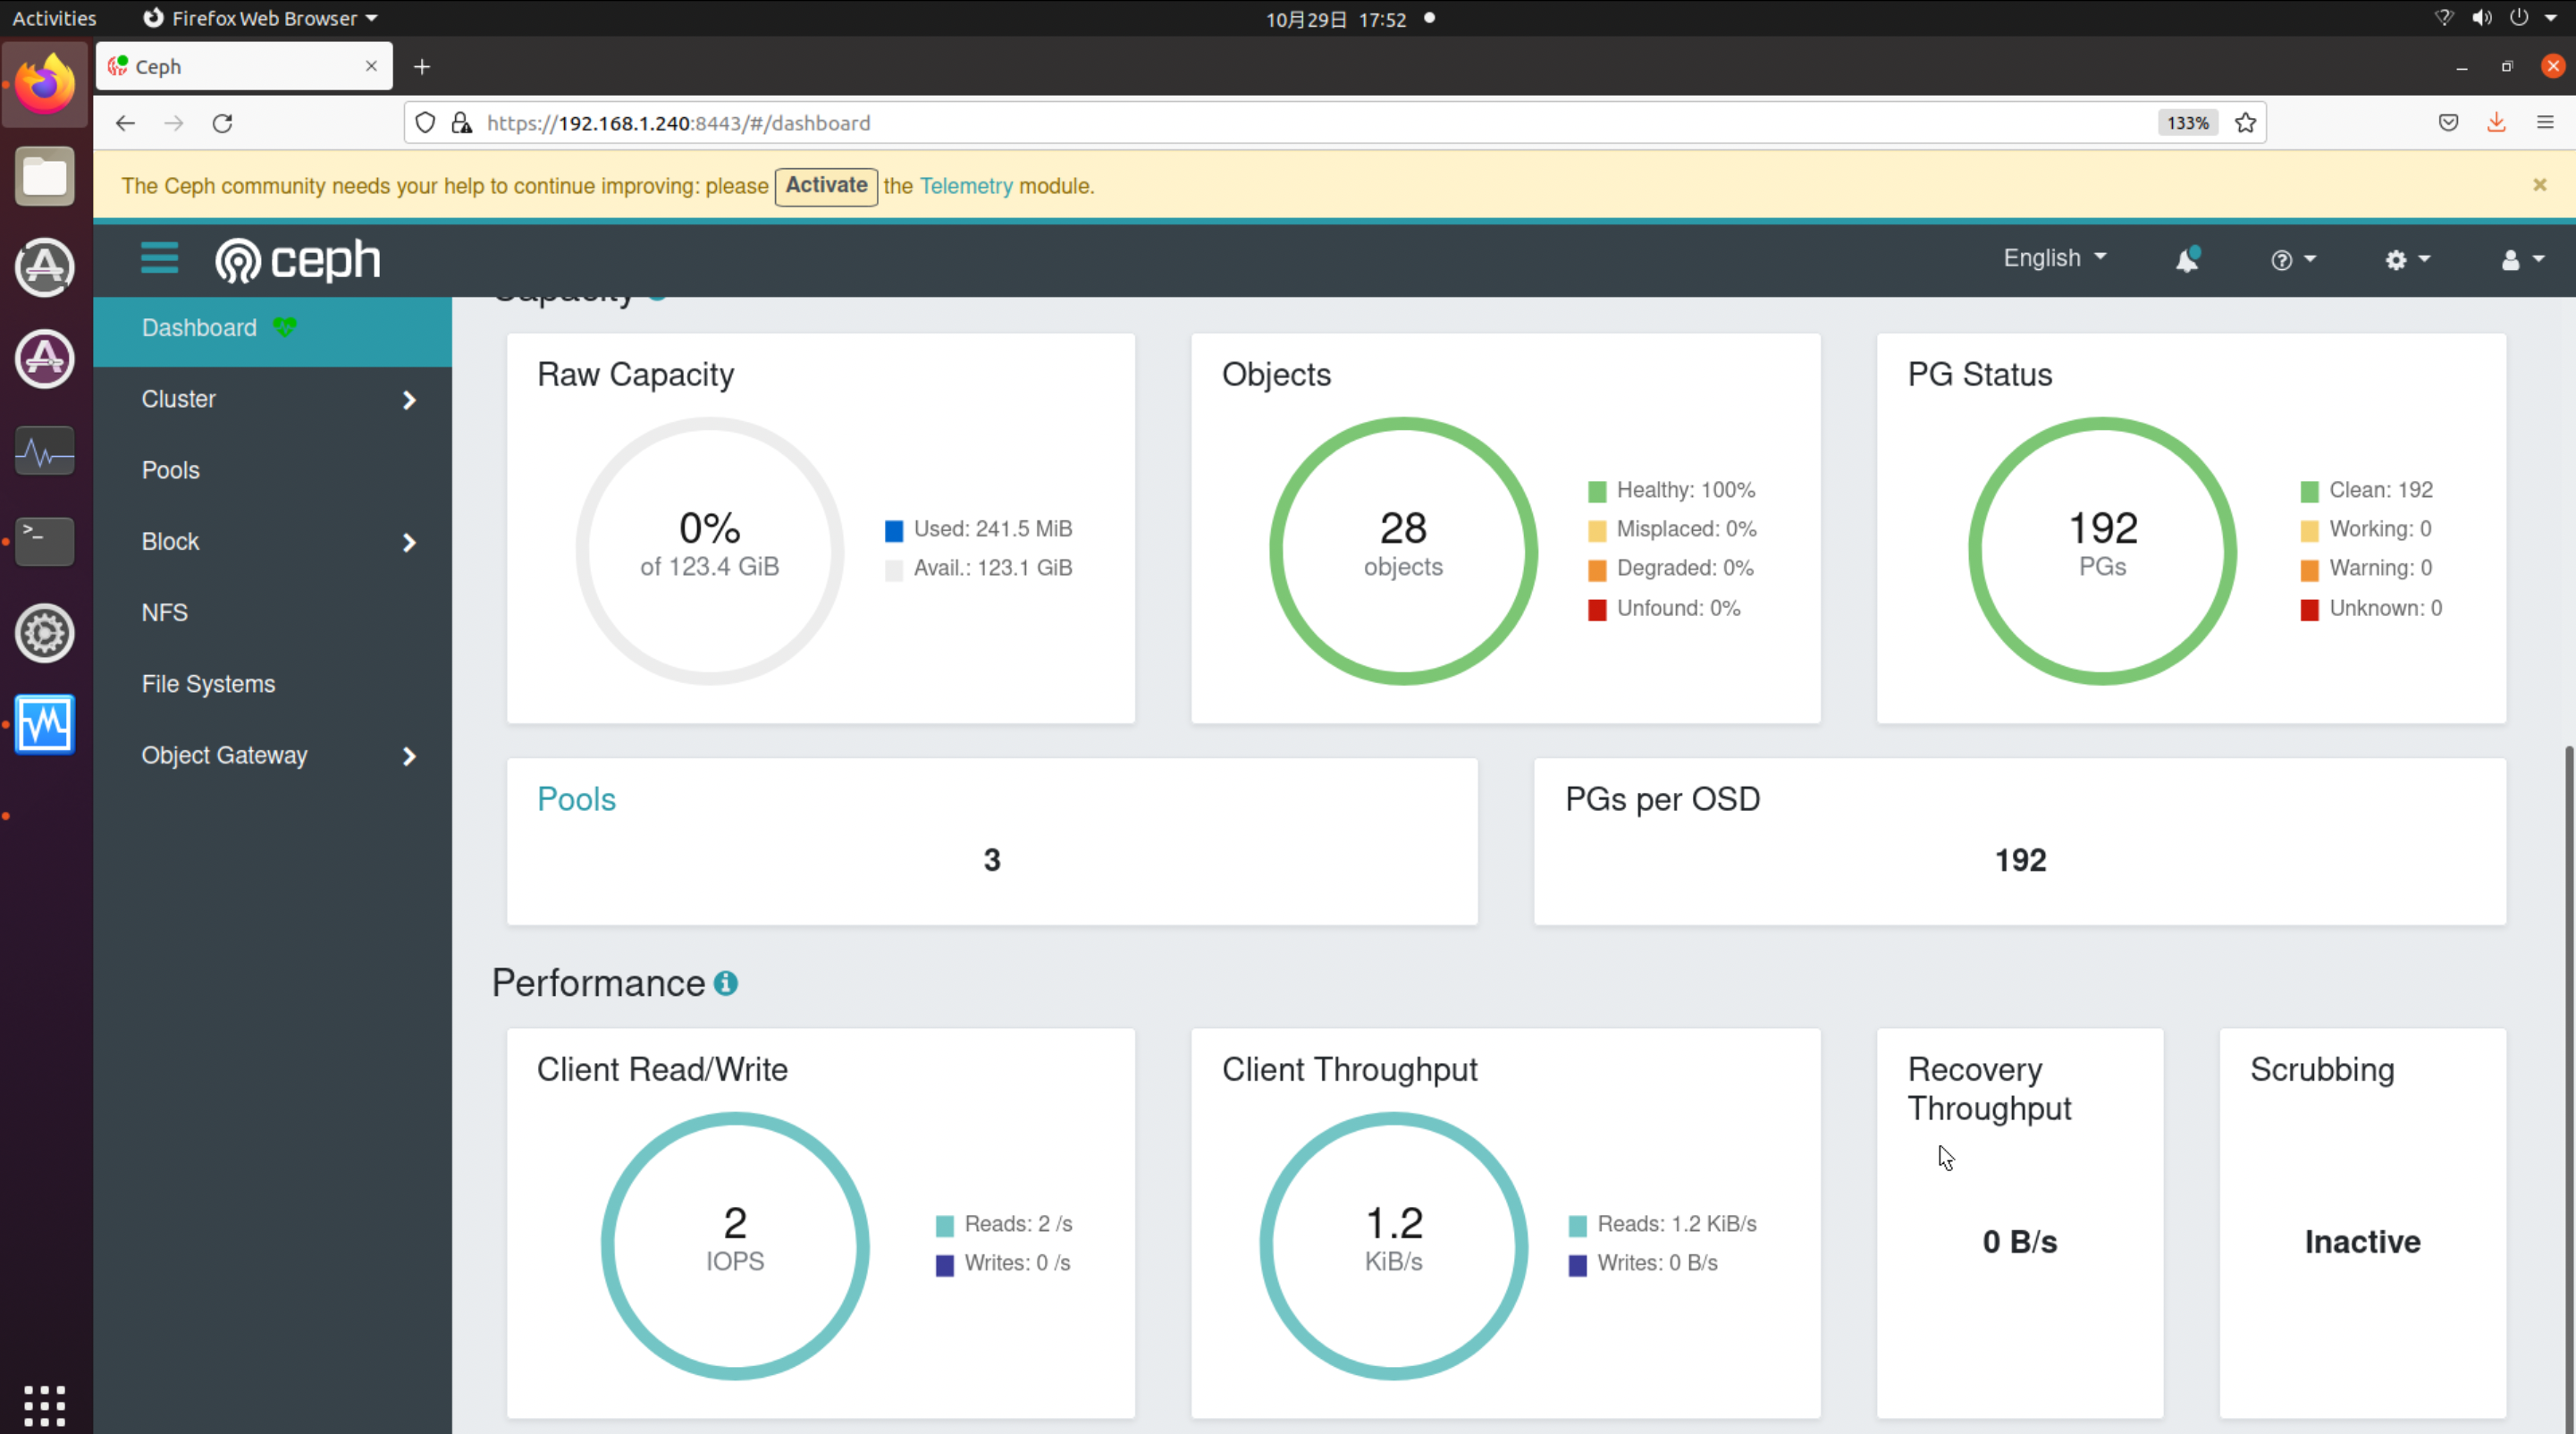 Activities
Firefox Web Browser
10月29日 17:52
Ceph
https://192.168.1.240:8443/#/dashboard
133%
The Ceph community needs your help to continue improving: please Activate the Telemetry module.
ceph
English
Dashboard
Cluster
Pools
Block
NFS
File Systems
Object Gateway
Capacity
Raw Capacity
0%
of 123.4 GiB
Used: 241.5 MiB
Avail.: 123.1 GiB
Objects
28
objects
Healthy: 100%
Misplaced: 0%
Degraded: 0%
Unfound: 0%
PG Status
192
PGs
Clean: 192
Working: 0
Warning: 0
Unknown: 0
Pools
3
PGs per OSD
192
Performance
Client Read/Write
2
IOPS
Reads: 2 /s
Writes: 0 /s
Client Throughput
1.2
KiB/s
Reads: 1.2 KiB/s
Writes: 0 B/s
Recovery
Throughput
0 B/s
Scrubbing
Inactive